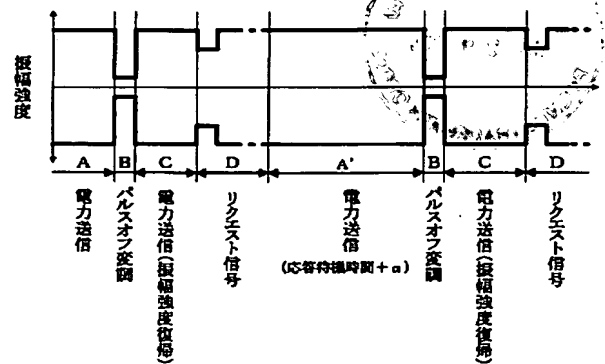 振幅強度
A
B
C
D
A'
B
C
D
電力送信
パルスオフ変調
電力送信(振幅強度復帰)
リクエスト信号
電力送信
(応答待機時間+α)
パルスオフ変調
電力送信(振幅強度復帰)
リクエスト信号